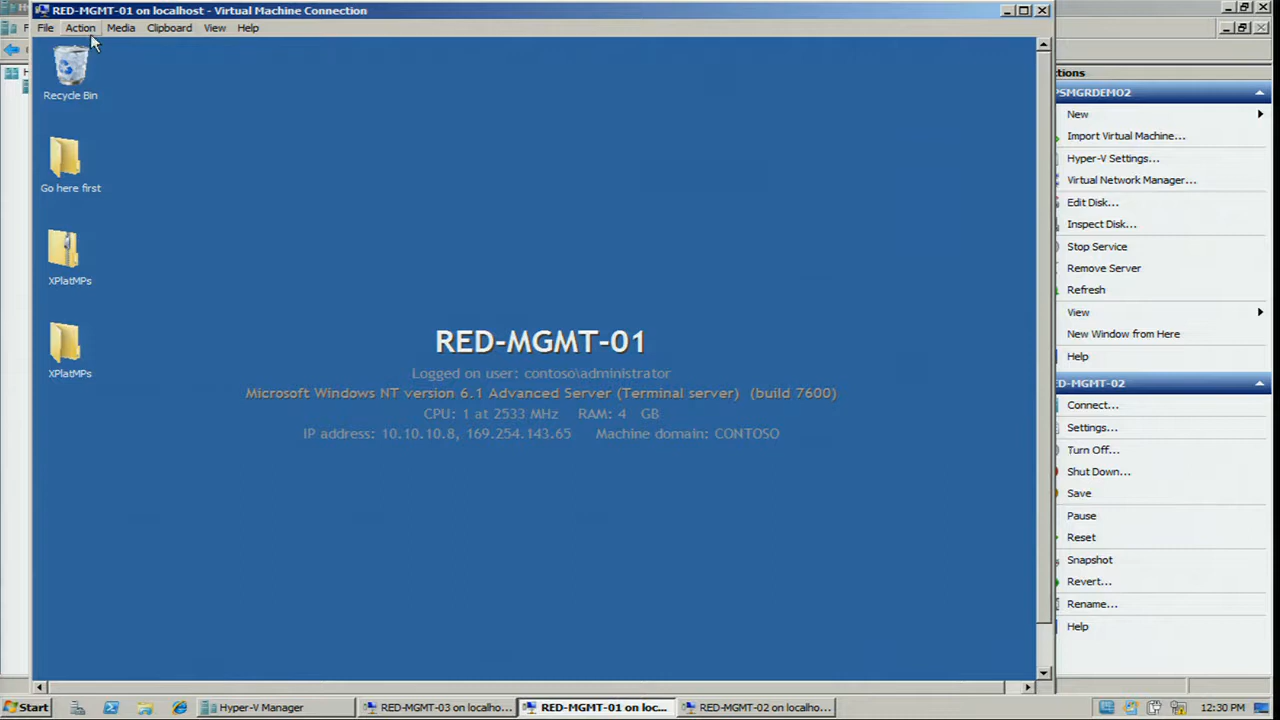 RED-MGMT-01 on localhost - Virtual Machine Connection
File Action Media Clipboard View Help
Recycle Bin
Go here first
XPlatMPs
XPlatMPs
RED-MGMT-01
Logged on user: contoso\administrator
Microsoft Windows NT version 6.1 Advanced Server (Terminal server) (build 7600)
CPU: 1 at 2533 MHz RAM: 4 GB
IP address: 10.10.10.8, 169.254.143.65 Machine domain: CONTOSO
ctions
PSMGRDEMO2
New
Import Virtual Machine...
Hyper-V Settings...
Virtual Network Manager...
Edit Disk...
Inspect Disk...
Stop Service
Remove Server
Refresh
View
New Window from Here
Help
ED-MGMT-02
Connect...
Settings...
Turn Off...
Shut Down...
Save
Pause
Reset
Snapshot
Revert...
Rename...
Help
Start Hyper-V Manager RED-MGMT-03 on localho... RED-MGMT-01 on loc... RED-MGMT-02 on localho... 12:30 PM